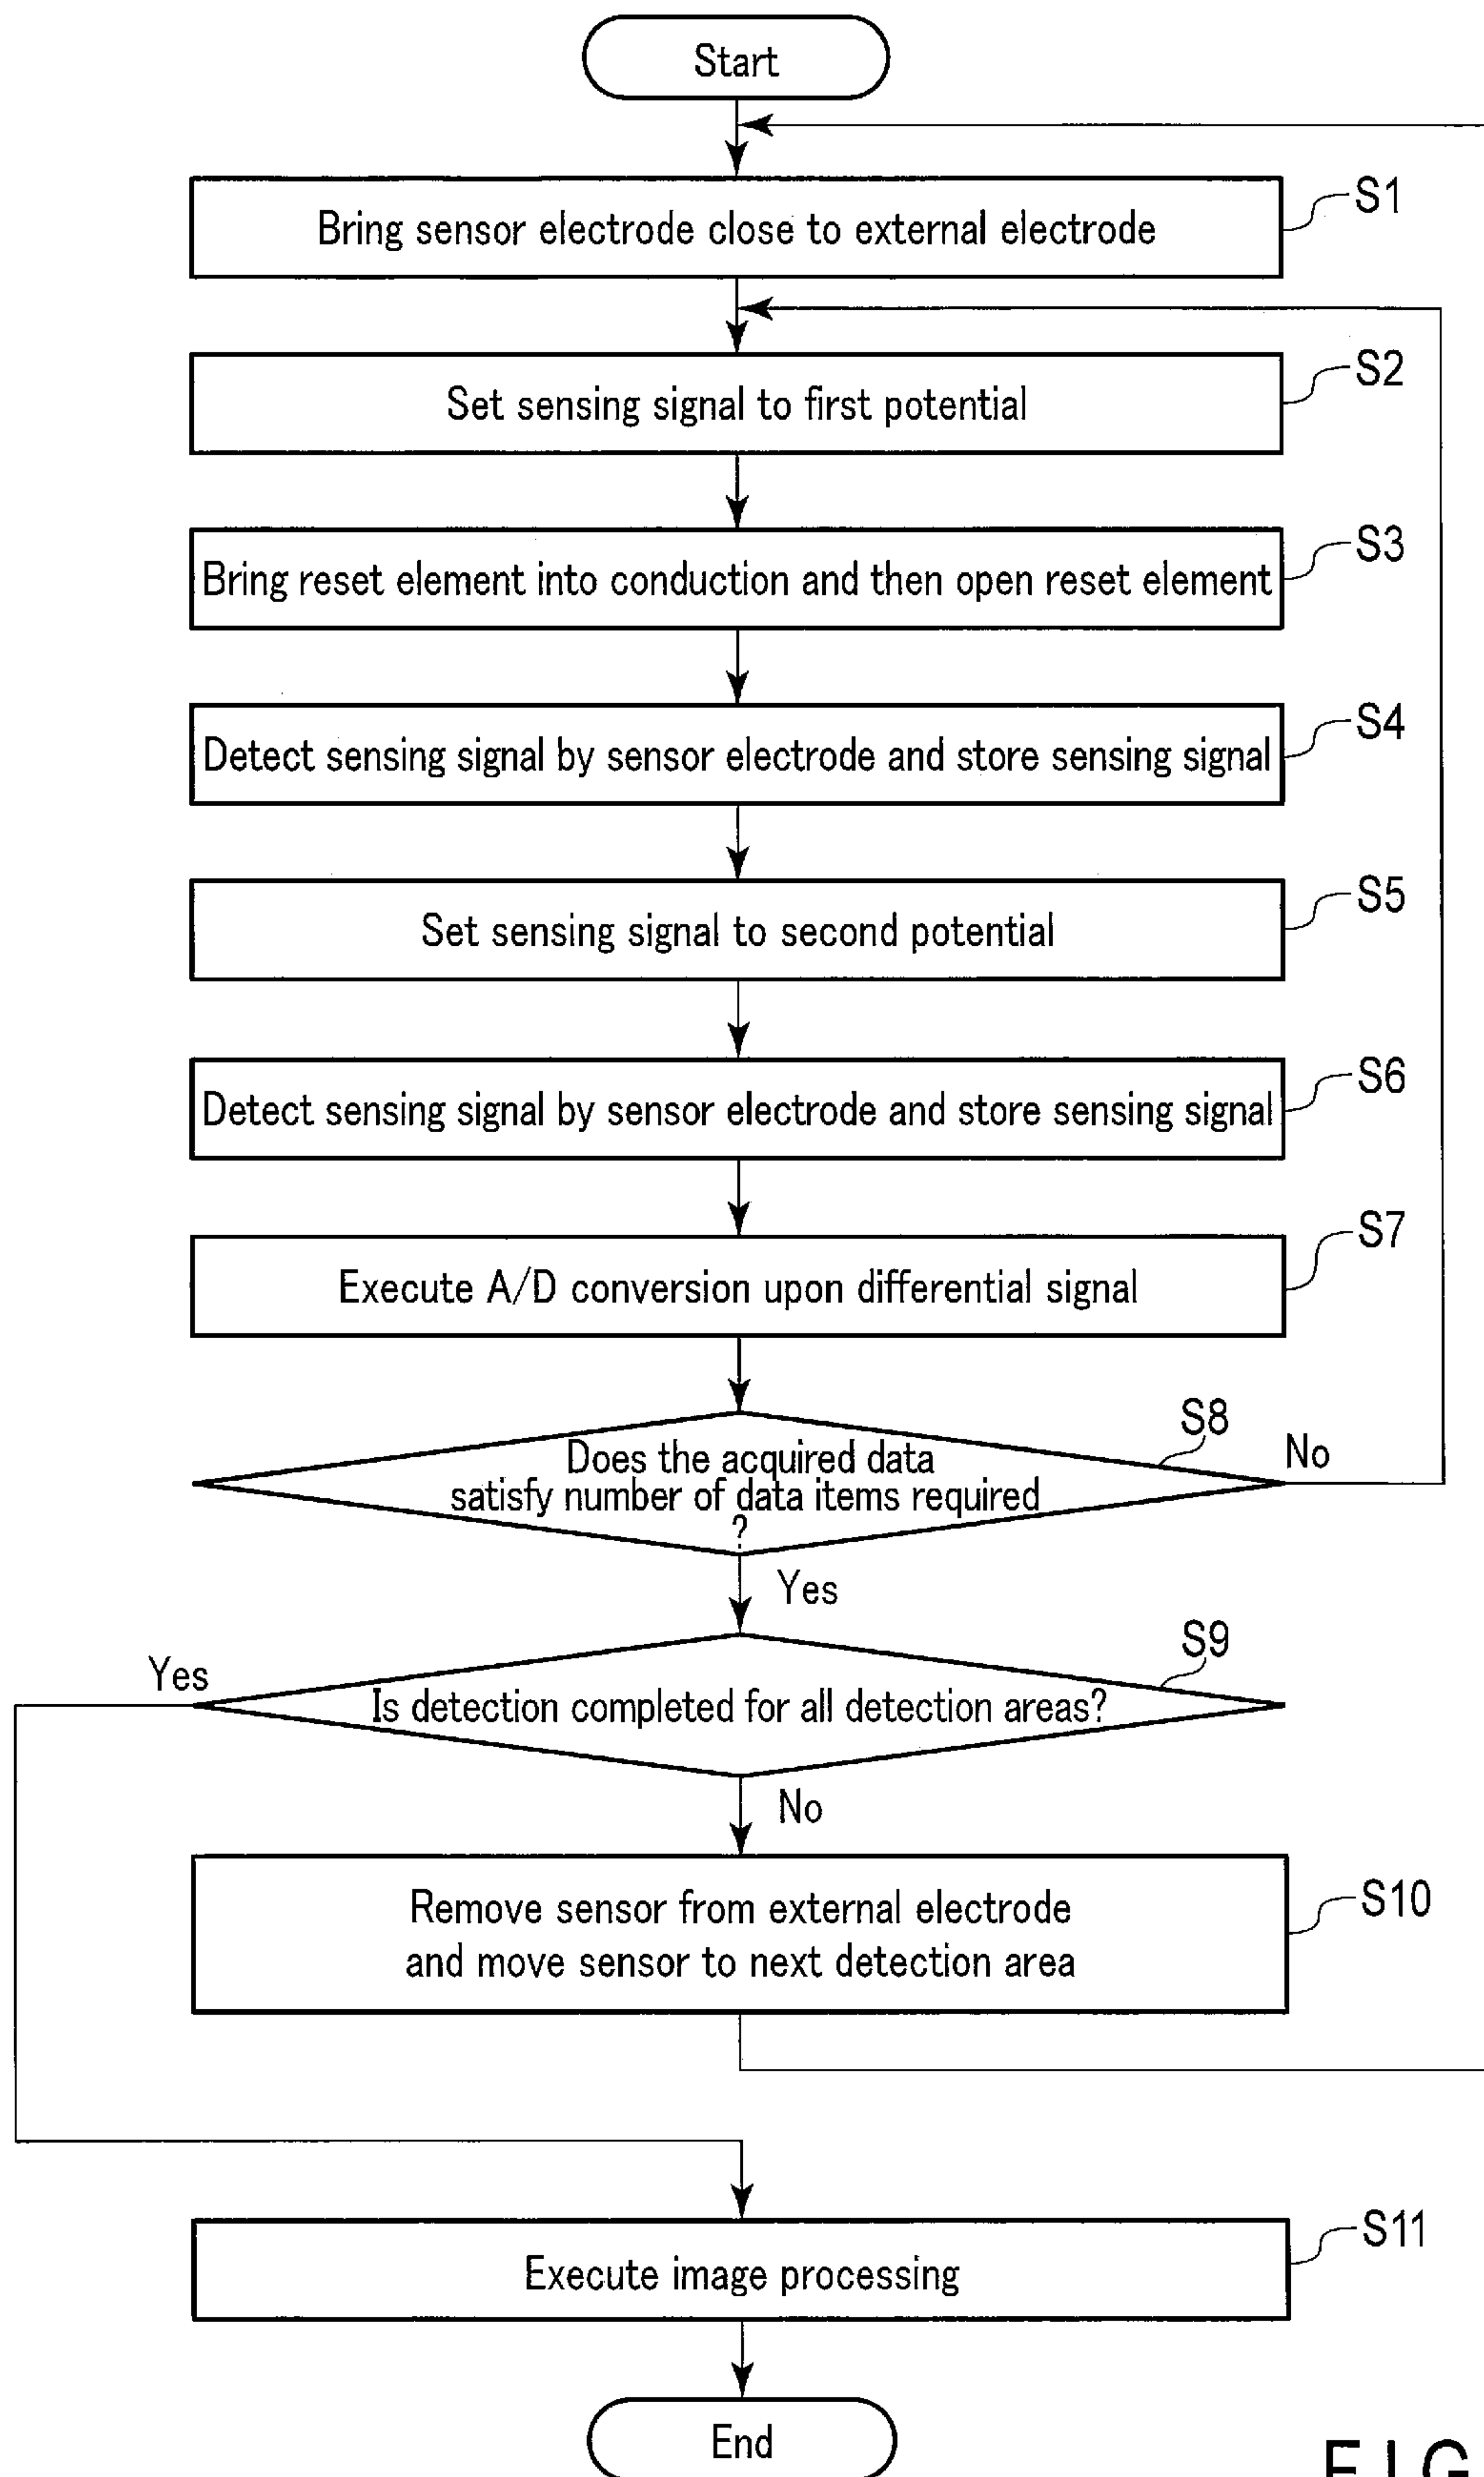 Start
Bring sensor electrode close to external electrode
S1
Set sensing signal to first potential
S2
Bring reset element into conduction and then open reset element
S3
Detect sensing signal by sensor electrode and store sensing signal
S4
Set sensing signal to second potential
S5
Detect sensing signal by sensor electrode and store sensing signal
S6
Execute A/D conversion upon differential signal
S7
Does the acquired data
satisfy number of data items required
?
S8
No
Yes
Is detection completed for all detection areas?
S9
Yes
No
Remove sensor from external electrode
and move sensor to next detection area
S10
Execute image processing
S11
End
FIG